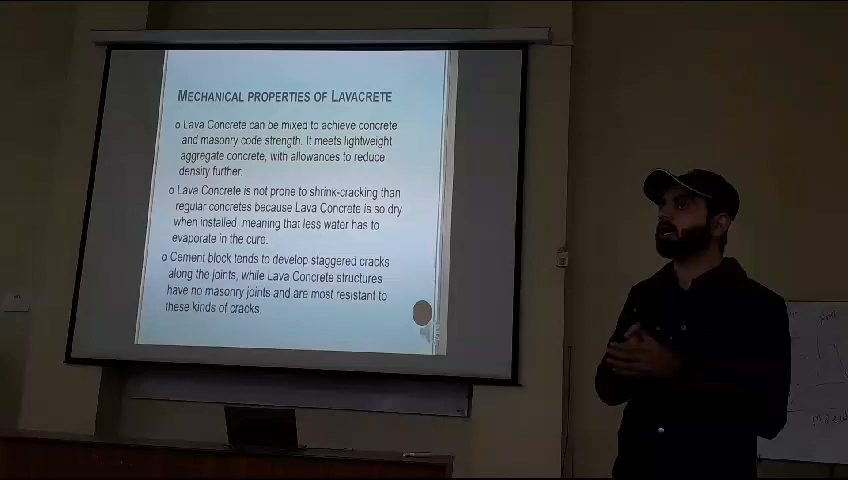 MECHANICAL PROPERTIES OF LAVACRETE
Lava Concrete can be mixed to achieve concrete
and masonry code strength. It meets lightweight
aggregate concrete, with allowances to reduce
density further.
Lava Concrete is not prone to shrink-cracking than
regular concretes because Lava Concrete is so dry
when installed, meaning that less water has to
evaporate in the cure.
Cement block tends to develop staggered cracks
along the joints, while Lava Concrete structures
have no masonry joints and are most resistant to
these kinds of cracks.